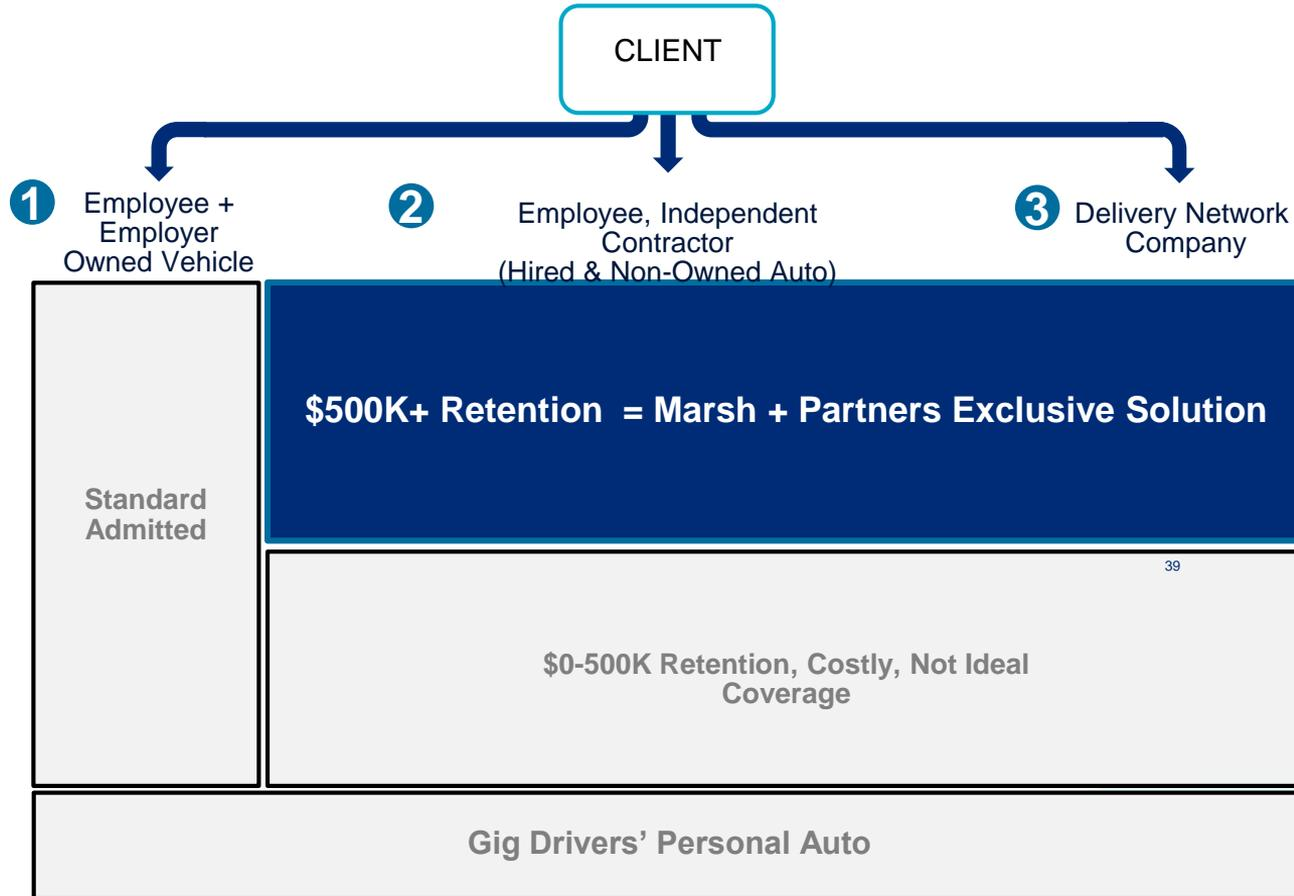 CLIENT
1
Employee +
Employer
Owned Vehicle
2
Employee, Independent
Contractor
(Hired & Non-Owned Auto)
3
Delivery Network
Company
$500K+ Retention = Marsh + Partners Exclusive Solution
Standard
Admitted
39
$0-500K Retention, Costly, Not Ideal
Coverage
Gig Drivers’ Personal Auto